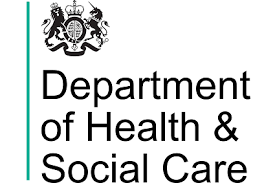 Department
of Health &
Social Care